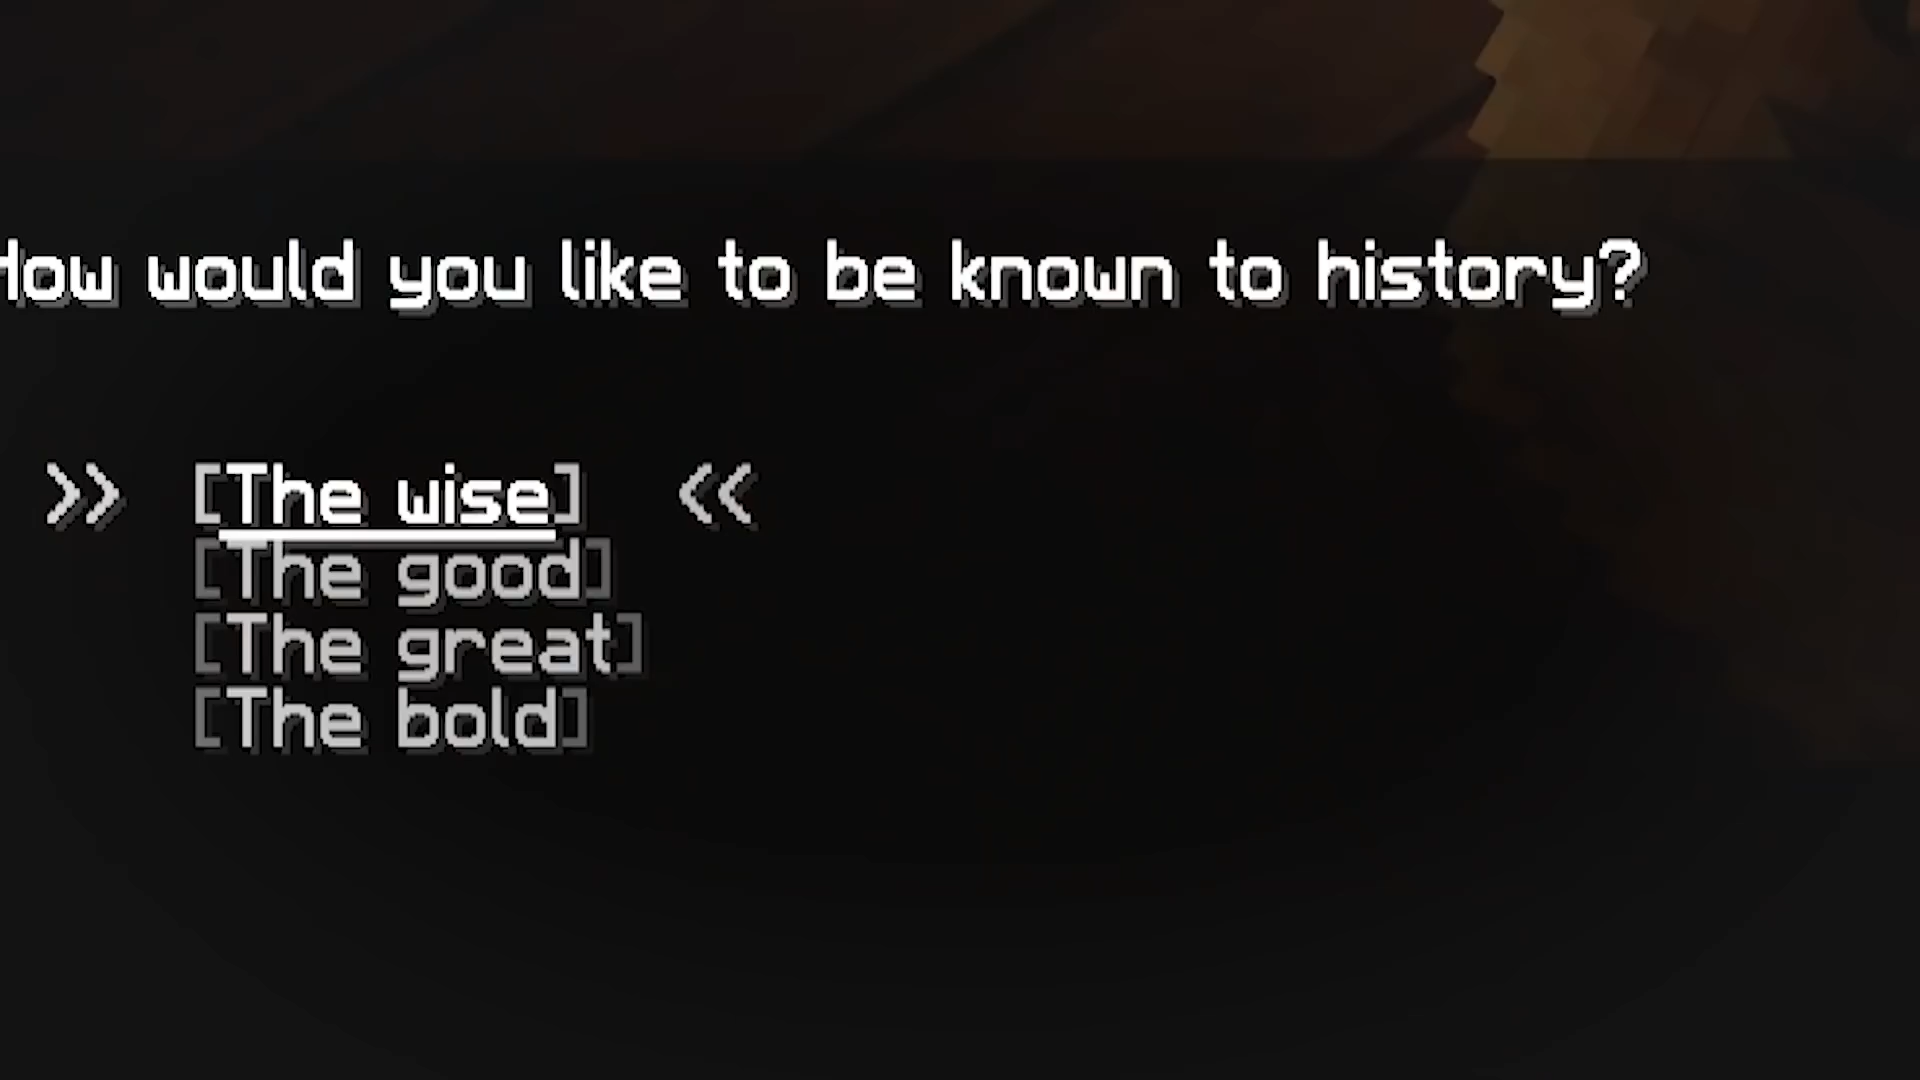 How would you like to be known to history?
>> [The wise] <<
[The good]
[The great]
[The bold]